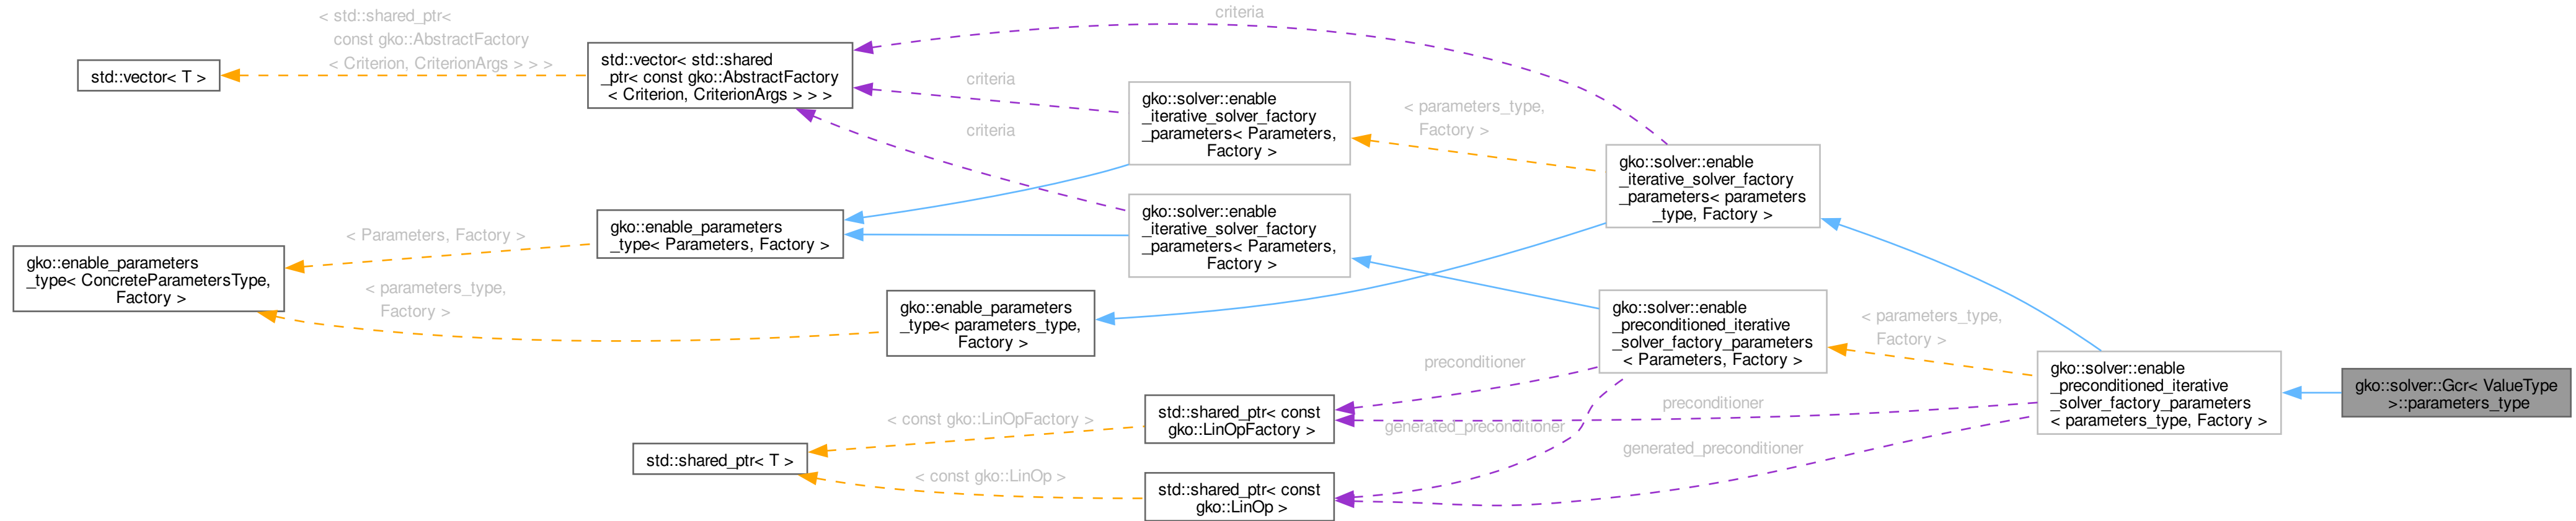 < std::shared_ptr<
const gko::AbstractFactory
< Criterion, CriterionArgs > > >
std::vector< T >
std::vector< std::shared
_ptr< const gko::AbstractFactory
< Criterion, CriterionArgs > > >
criteria
criteria
criteria
gko::solver::enable
_iterative_solver_factory
_parameters< Parameters,
Factory >
< parameters_type,
Factory >
gko::solver::enable
_iterative_solver_factory
_parameters< parameters
_type, Factory >
gko::solver::enable
_iterative_solver_factory
_parameters< Parameters,
Factory >
gko::enable_parameters
_type< Parameters, Factory >
< Parameters, Factory >
gko::enable_parameters
_type< ConcreteParametersType,
Factory >
< parameters_type,
Factory >
gko::enable_parameters
_type< parameters_type,
Factory >
gko::solver::enable
_preconditioned_iterative
_solver_factory_parameters
< Parameters, Factory >
< parameters_type,
Factory >
gko::solver::enable
_preconditioned_iterative
_solver_factory_parameters
< parameters_type, Factory >
gko::solver::Gcr< ValueType
>::parameters_type
preconditioner
preconditioner
generated_preconditioner
generated_preconditioner
std::shared_ptr< const
gko::LinOpFactory >
< const gko::LinOpFactory >
std::shared_ptr< T >
< const gko::LinOp >
std::shared_ptr< const
gko::LinOp >